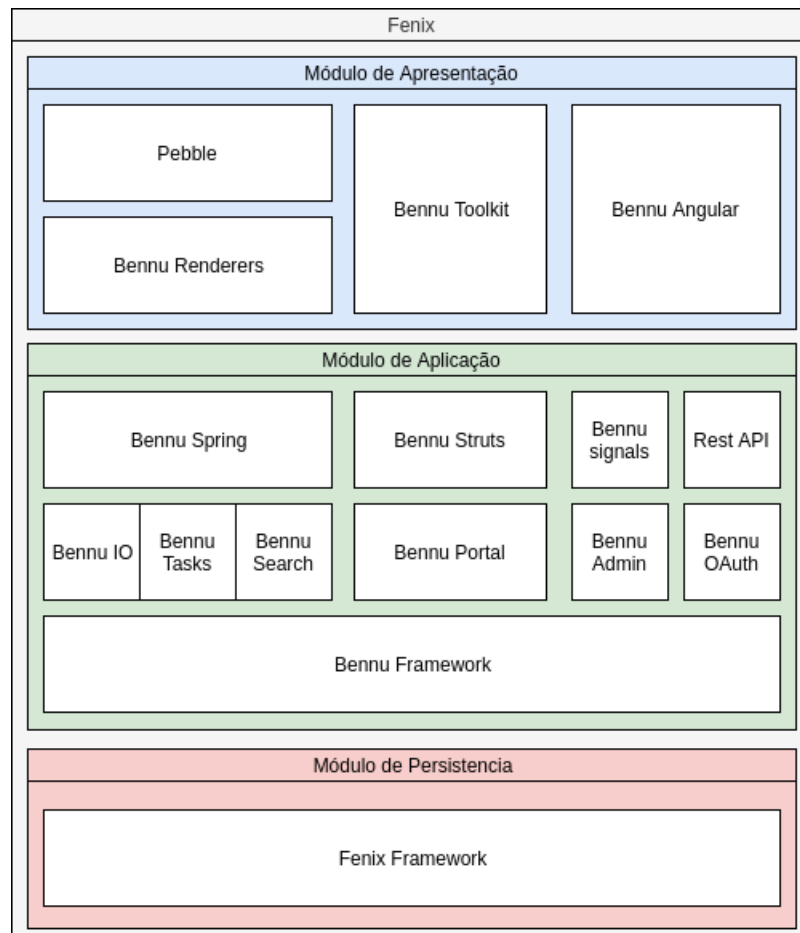 Fenix
Módulo de Apresentação
Pebble
Bennu Renderers
Bennu Toolkit
Bennu Angular
Módulo de Aplicação
Bennu Spring
Bennu Struts
Bennu
signals
Rest API
Bennu IO
Bennu
Tasks
Bennu
Search
Bennu Portal
Bennu
Admin
Bennu
OAuth
Bennu Framework
Módulo de Persistencia
Fenix Framework